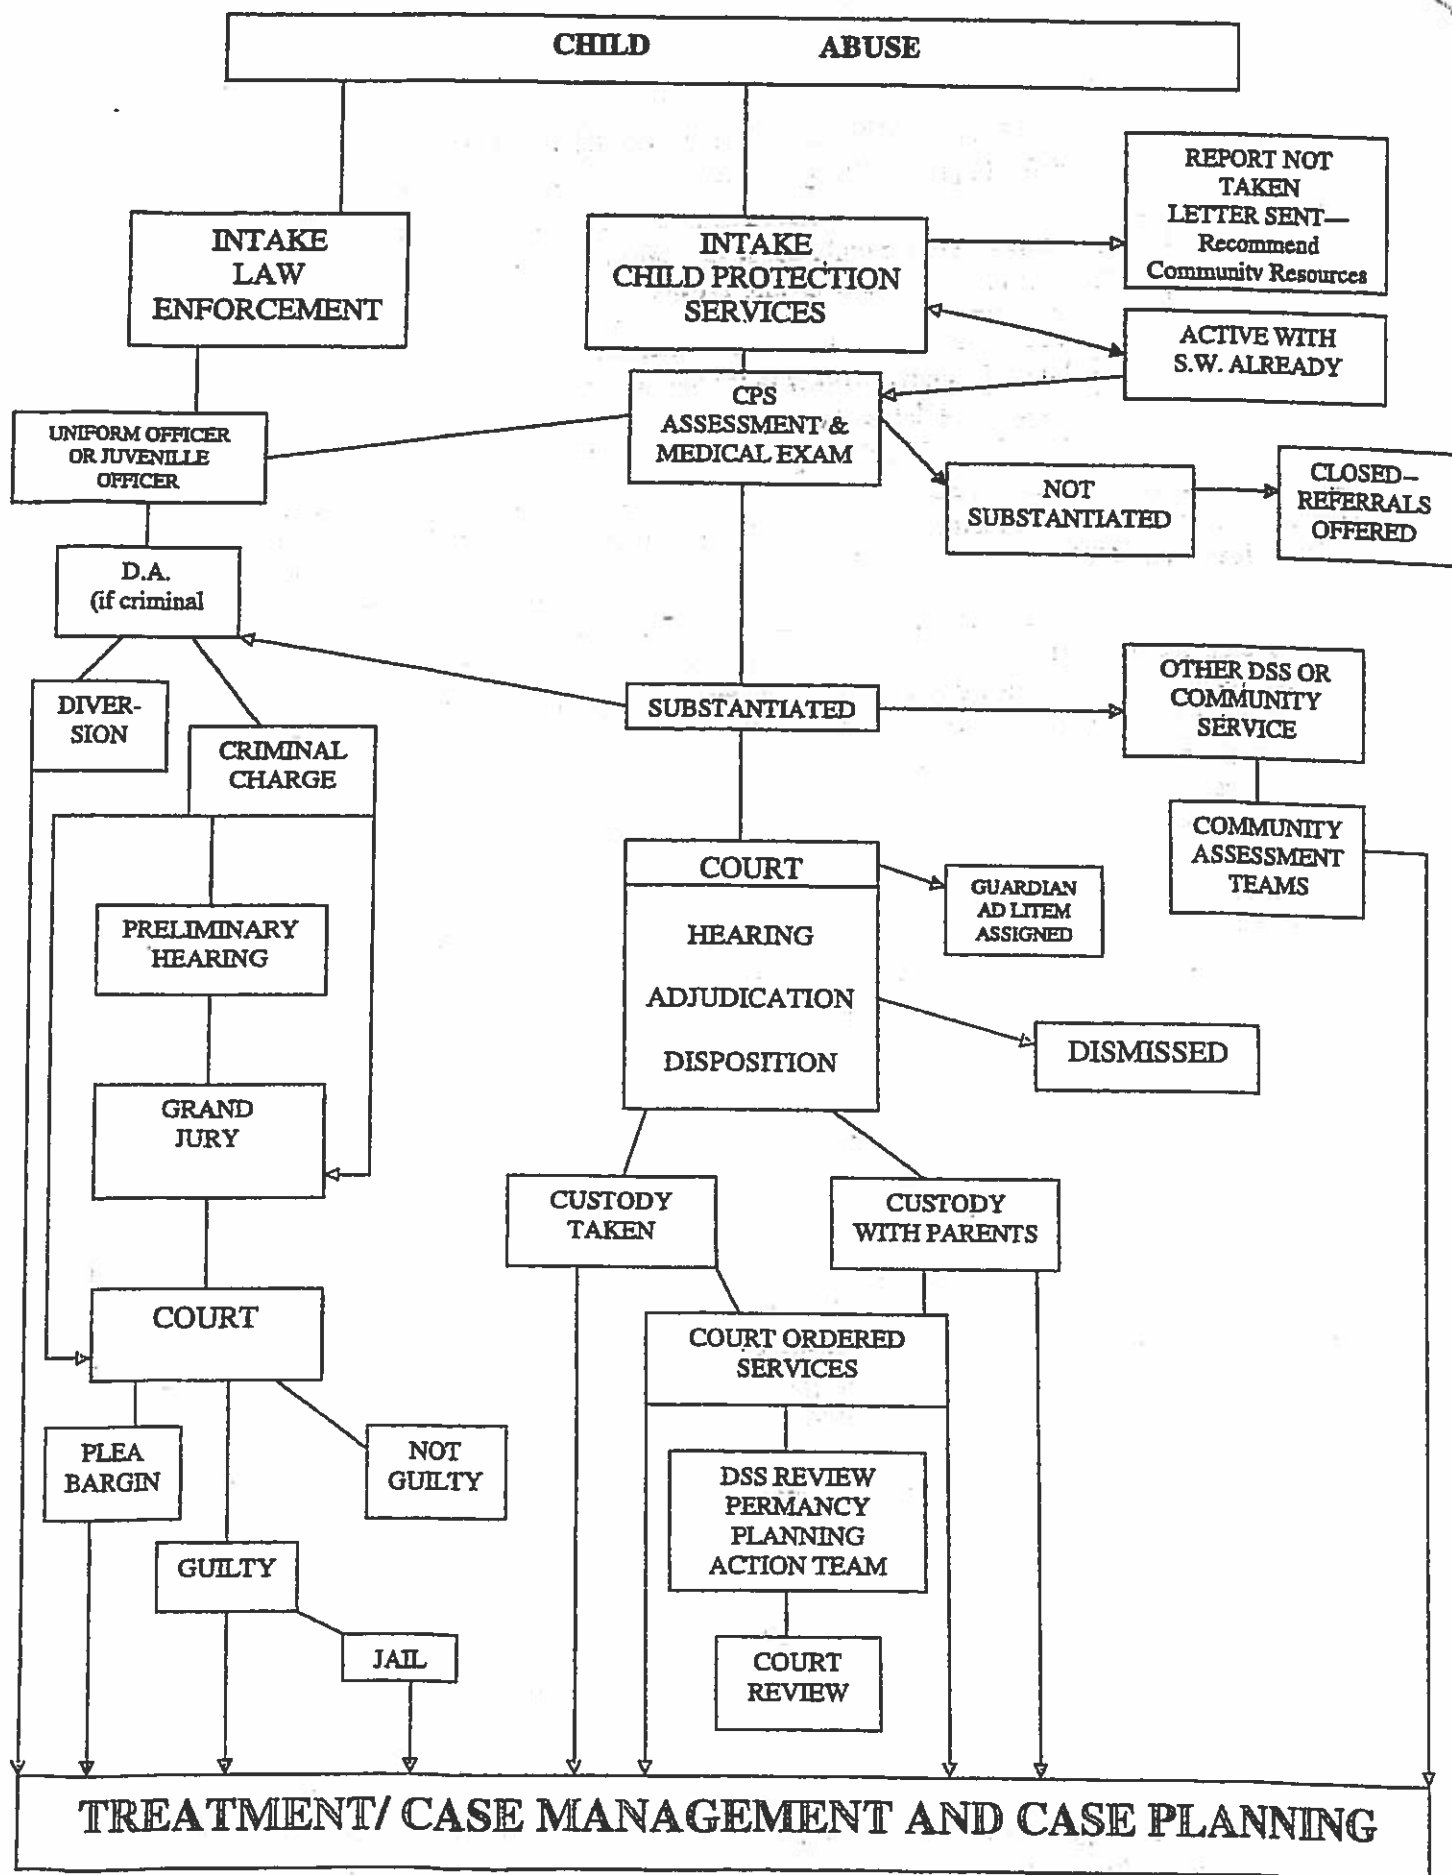 CHILD ABUSE
REPORT NOT
TAKEN
LETTER SENT—
Recommend
Community Resources
INTAKE
LAW
ENFORCEMENT
INTAKE
CHILD PROTECTION
SERVICES
ACTIVE WITH
S.W. ALREADY
CPS
ASSESSMENT &
MEDICAL EXAM
UNIFORM OFFICER
OR JUVENILLE
OFFICER
NOT
SUBSTANTIATED
CLOSED–
REFERRALS
OFFERED
D.A.
(if criminal
SUBSTANTIATED
OTHER DSS OR
COMMUNITY
SERVICE
DIVER-
SION
CRIMINAL
CHARGE
COMMUNITY
ASSESSMENT
TEAMS
COURT
HEARING
ADJUDICATION
DISPOSITION
GUARDIAN
AD LITEM
ASSIGNED
PRELIMINARY
HEARING
DISMISSED
GRAND
JURY
CUSTODY
TAKEN
CUSTODY
WITH PARENTS
COURT
COURT ORDERED
SERVICES
PLEA
BARGIN
NOT
GUILTY
DSS REVIEW
PERMANCY
PLANNING
ACTION TEAM
GUILTY
JAIL
COURT
REVIEW
TREATMENT/ CASE MANAGEMENT AND CASE PLANNING